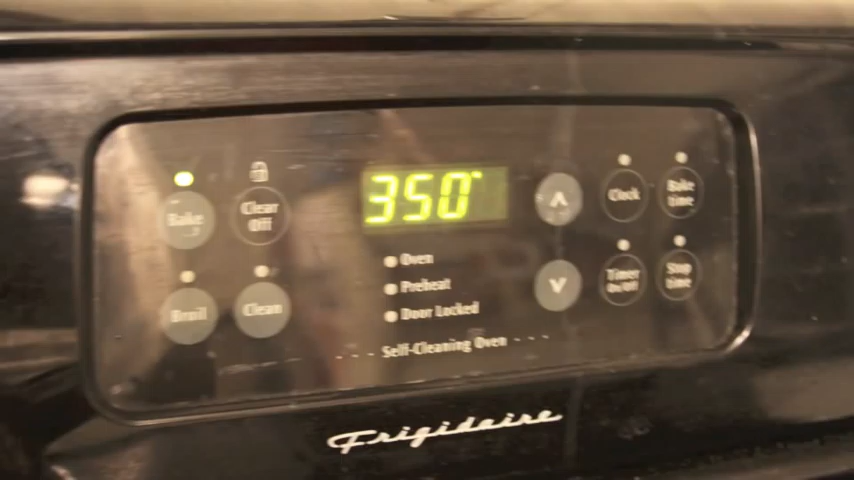 350°
Bake
Clear
Off
Clock
Bake
time
Oven
Preheat
Door Locked
Broil
Clean
Timer
On/Off
Stop
time
Self-Cleaning Oven
Frigidaire